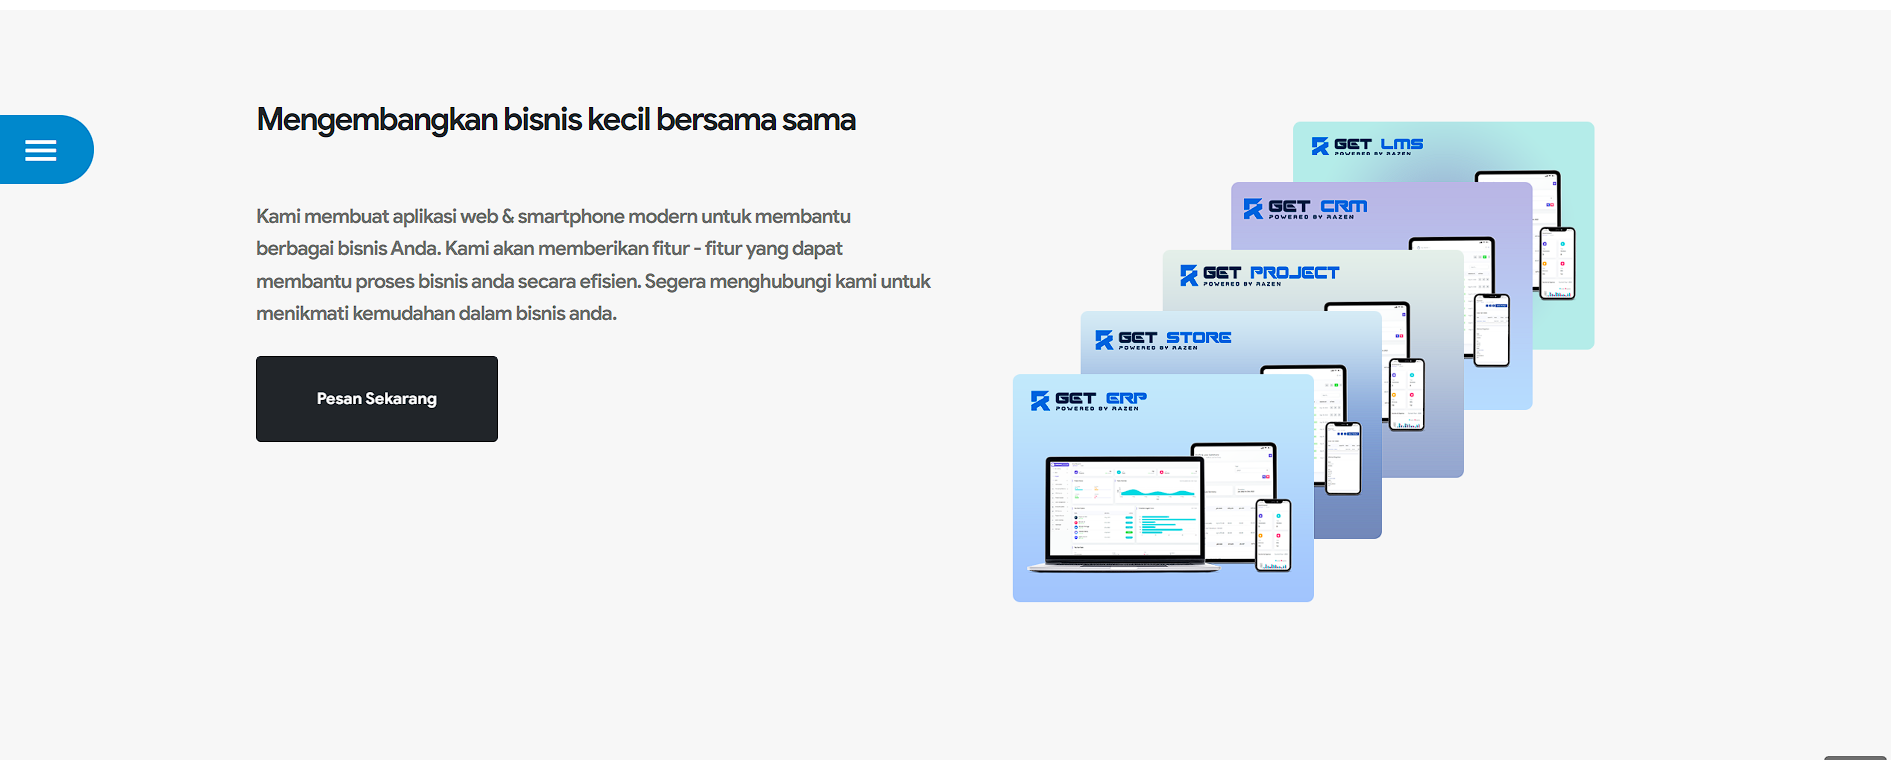 Mengembangkan bisnis kecil bersama sama
Kami membuat aplikasi web & smartphone modern untuk membantu
berbagai bisnis Anda. Kami akan memberikan fitur - fitur yang dapat
membantu proses bisnis anda secara efisien. Segera menghubungi kami untuk
menikmati kemudahan dalam bisnis anda.
Pesan Sekarang
GET LMS
POWERED BY RAZEN
GET CRM
POWERED BY RAZEN
GET PROJECT
POWERED BY RAZEN
GET STORE
POWERED BY RAZEN
GET ERP
POWERED BY RAZEN